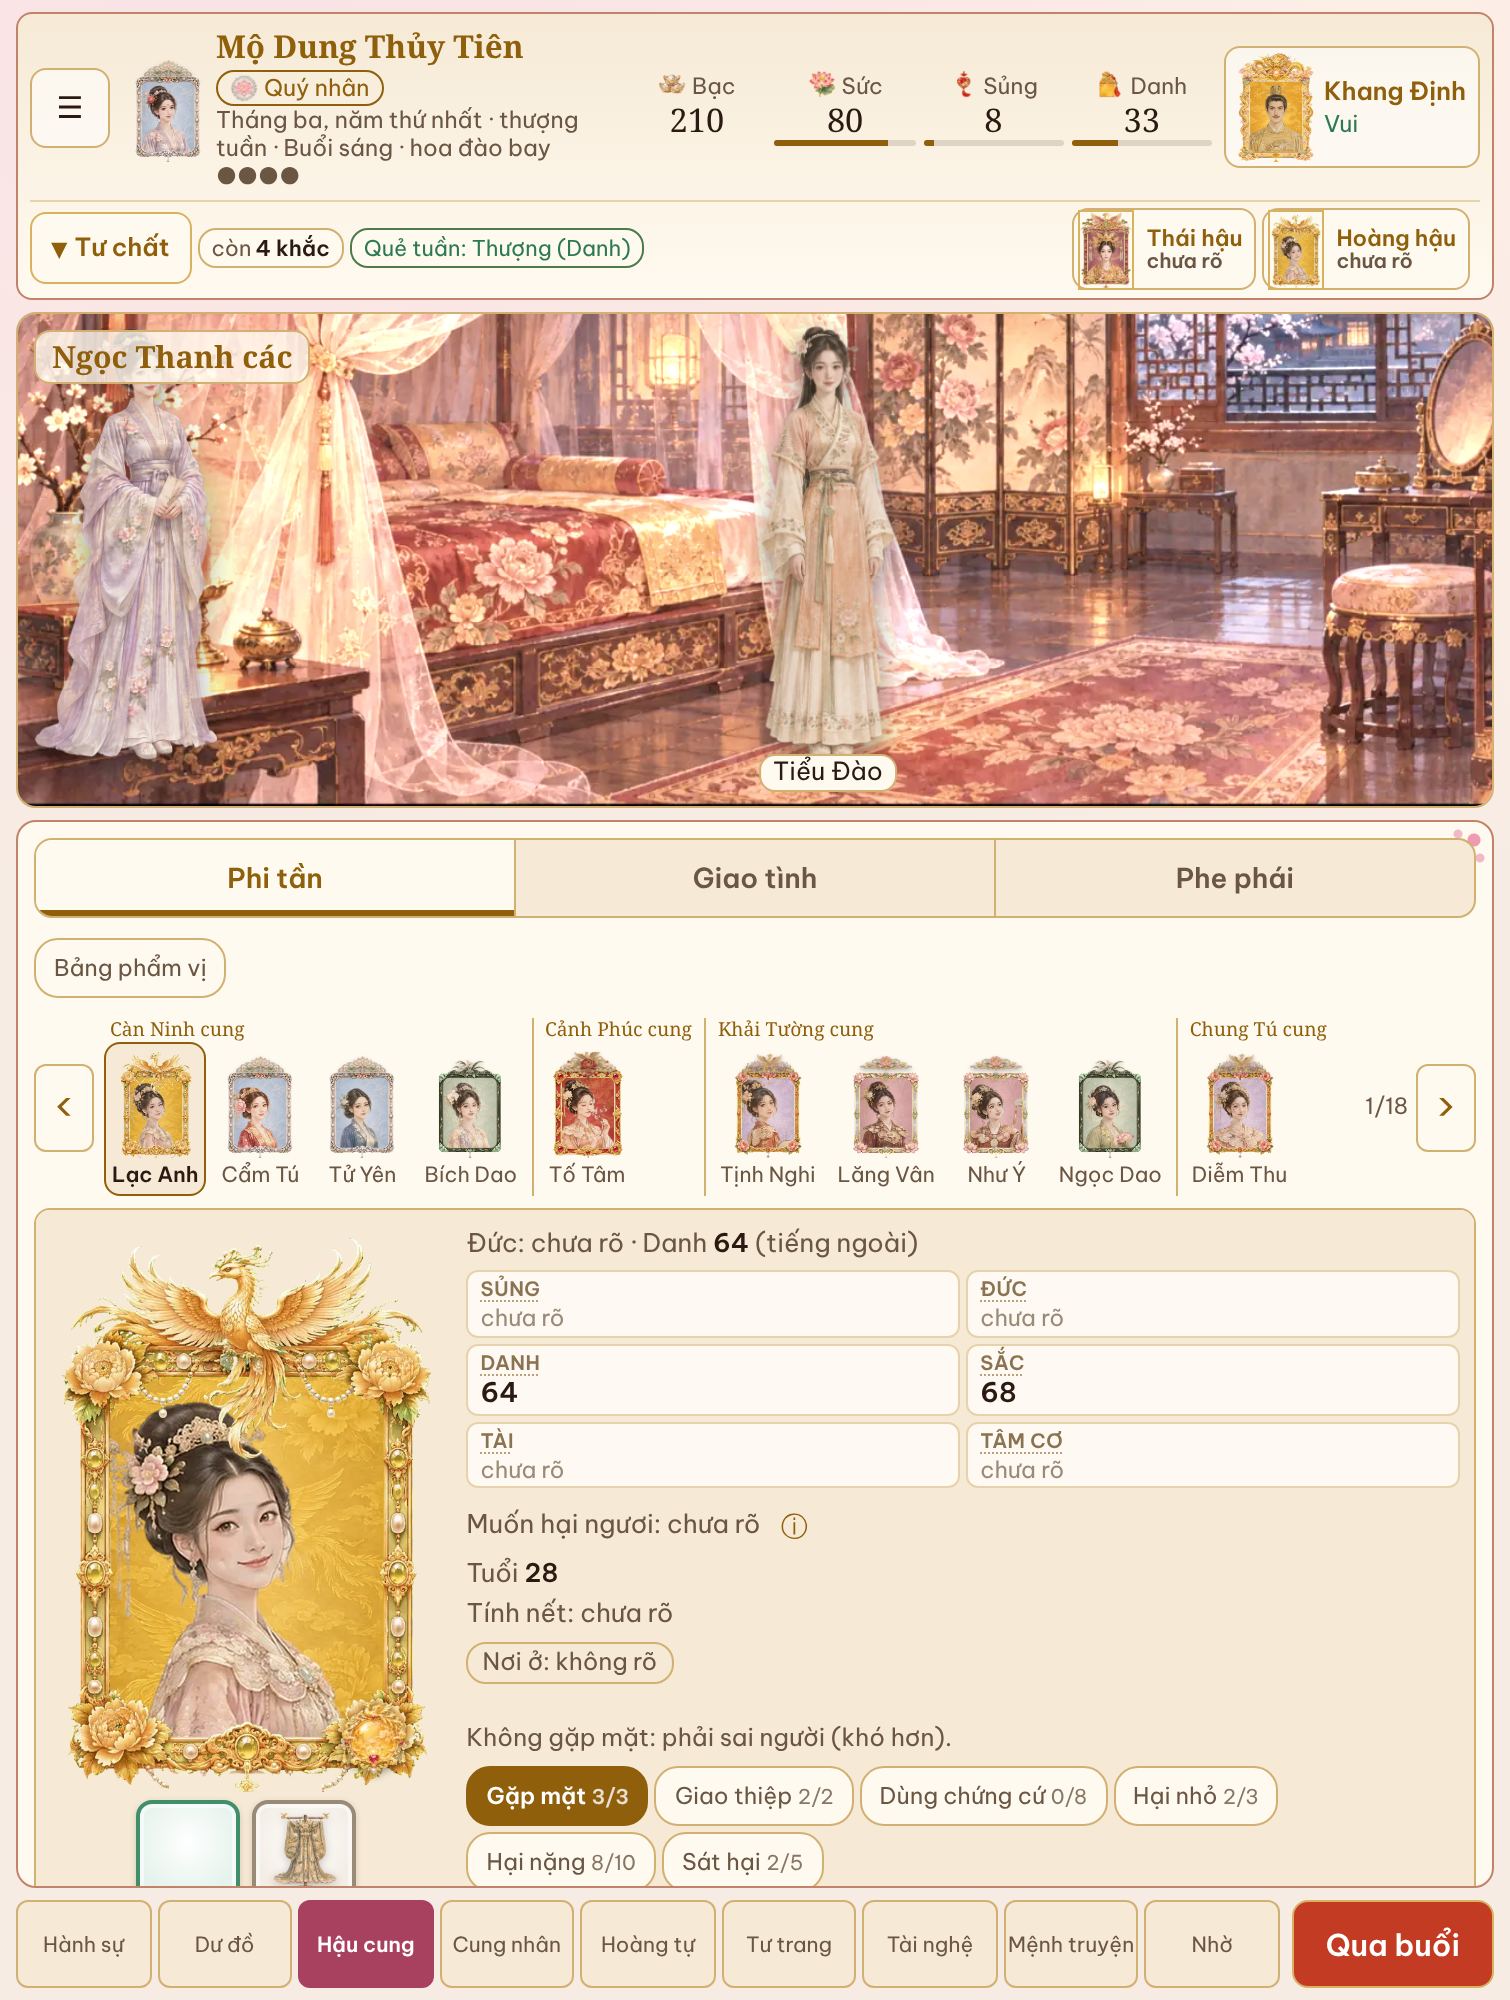 ☰
Mộ Dung Thủy Tiên
Quý nhân
Tháng ba, năm thứ nhất · thượng
tuần · Buổi sáng · hoa đào bay
Bạc
210
Sức
80
Sủng
8
Danh
33
Khang Định
Vui
▼ Tư chất
còn 4 khắc
Quẻ tuần: Thượng (Danh)
Thái hậu
chưa rõ
Hoàng hậu
chưa rõ
Ngọc Thanh các
Tiểu Đào
Phi tần
Giao tình
Phe phái
Bảng phẩm vị
Càn Ninh cung
Cảnh Phúc cung
Khải Tường cung
Chung Tú cung
‹
Lạc Anh
Cẩm Tú
Tử Yên
Bích Dao
Tố Tâm
Tịnh Nghi
Lăng Vân
Như Ý
Ngọc Dao
Diễm Thu
1/18
›
Đức: chưa rõ · Danh 64 (tiếng ngoài)
SỦNG
chưa rõ
ĐỨC
chưa rõ
DANH
64
SẮC
68
TÀI
chưa rõ
TÂM CƠ
chưa rõ
Muốn hại ngươi: chưa rõ ⓘ
Tuổi 28
Tính nết: chưa rõ
Nơi ở: không rõ
Không gặp mặt: phải sai người (khó hơn).
Gặp mặt 3/3
Giao thiệp 2/2
Dùng chứng cứ 0/8
Hại nhỏ 2/3
Hại nặng 8/10
Sát hại 2/5
Hành sự
Dư đồ
Hậu cung
Cung nhân
Hoàng tự
Tư trang
Tài nghệ
Mệnh truyện
Nhờ
Qua buổi